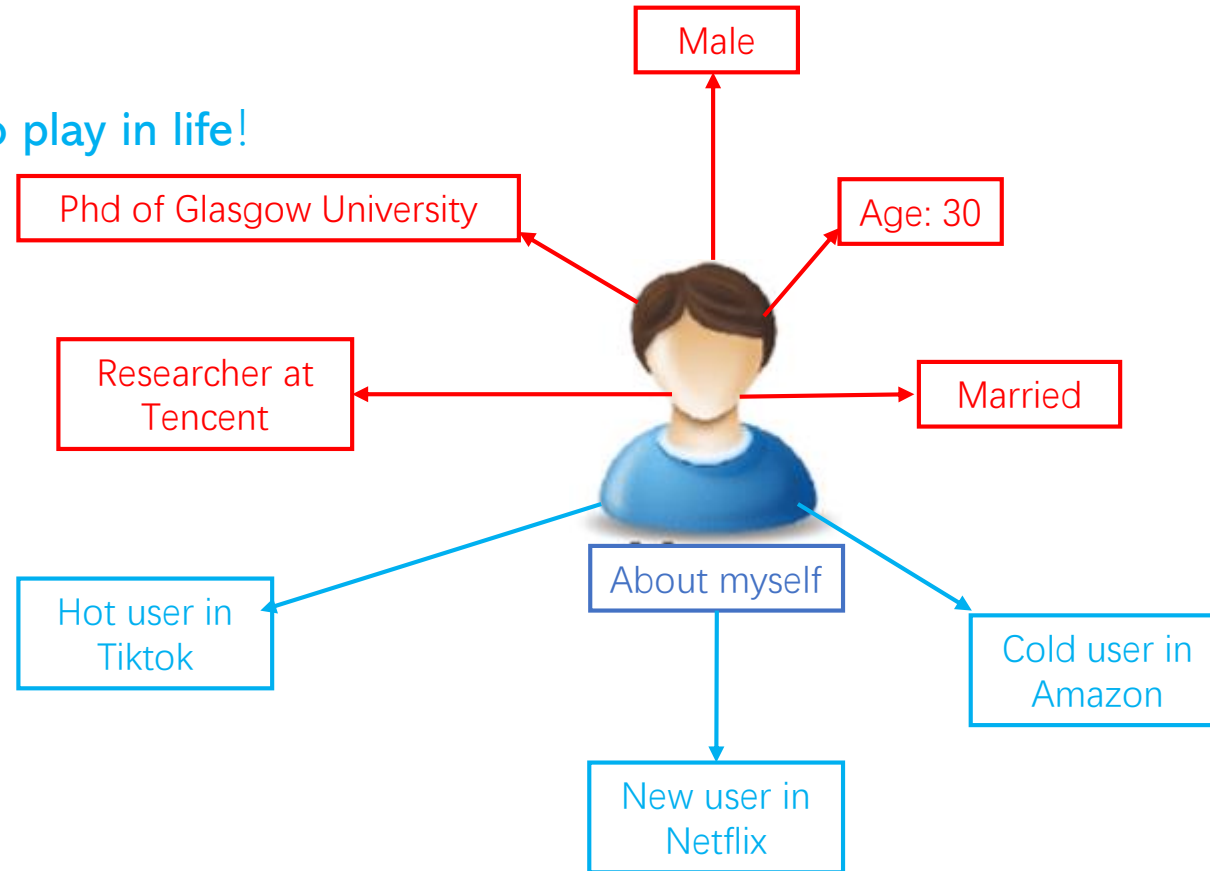 Male
play in life!
Phd of Glasgow University
Age: 30
Researcher at
Tencent
Married
About myself
Hot user in
Tiktok
Cold user in
Amazon
New user in
Netflix